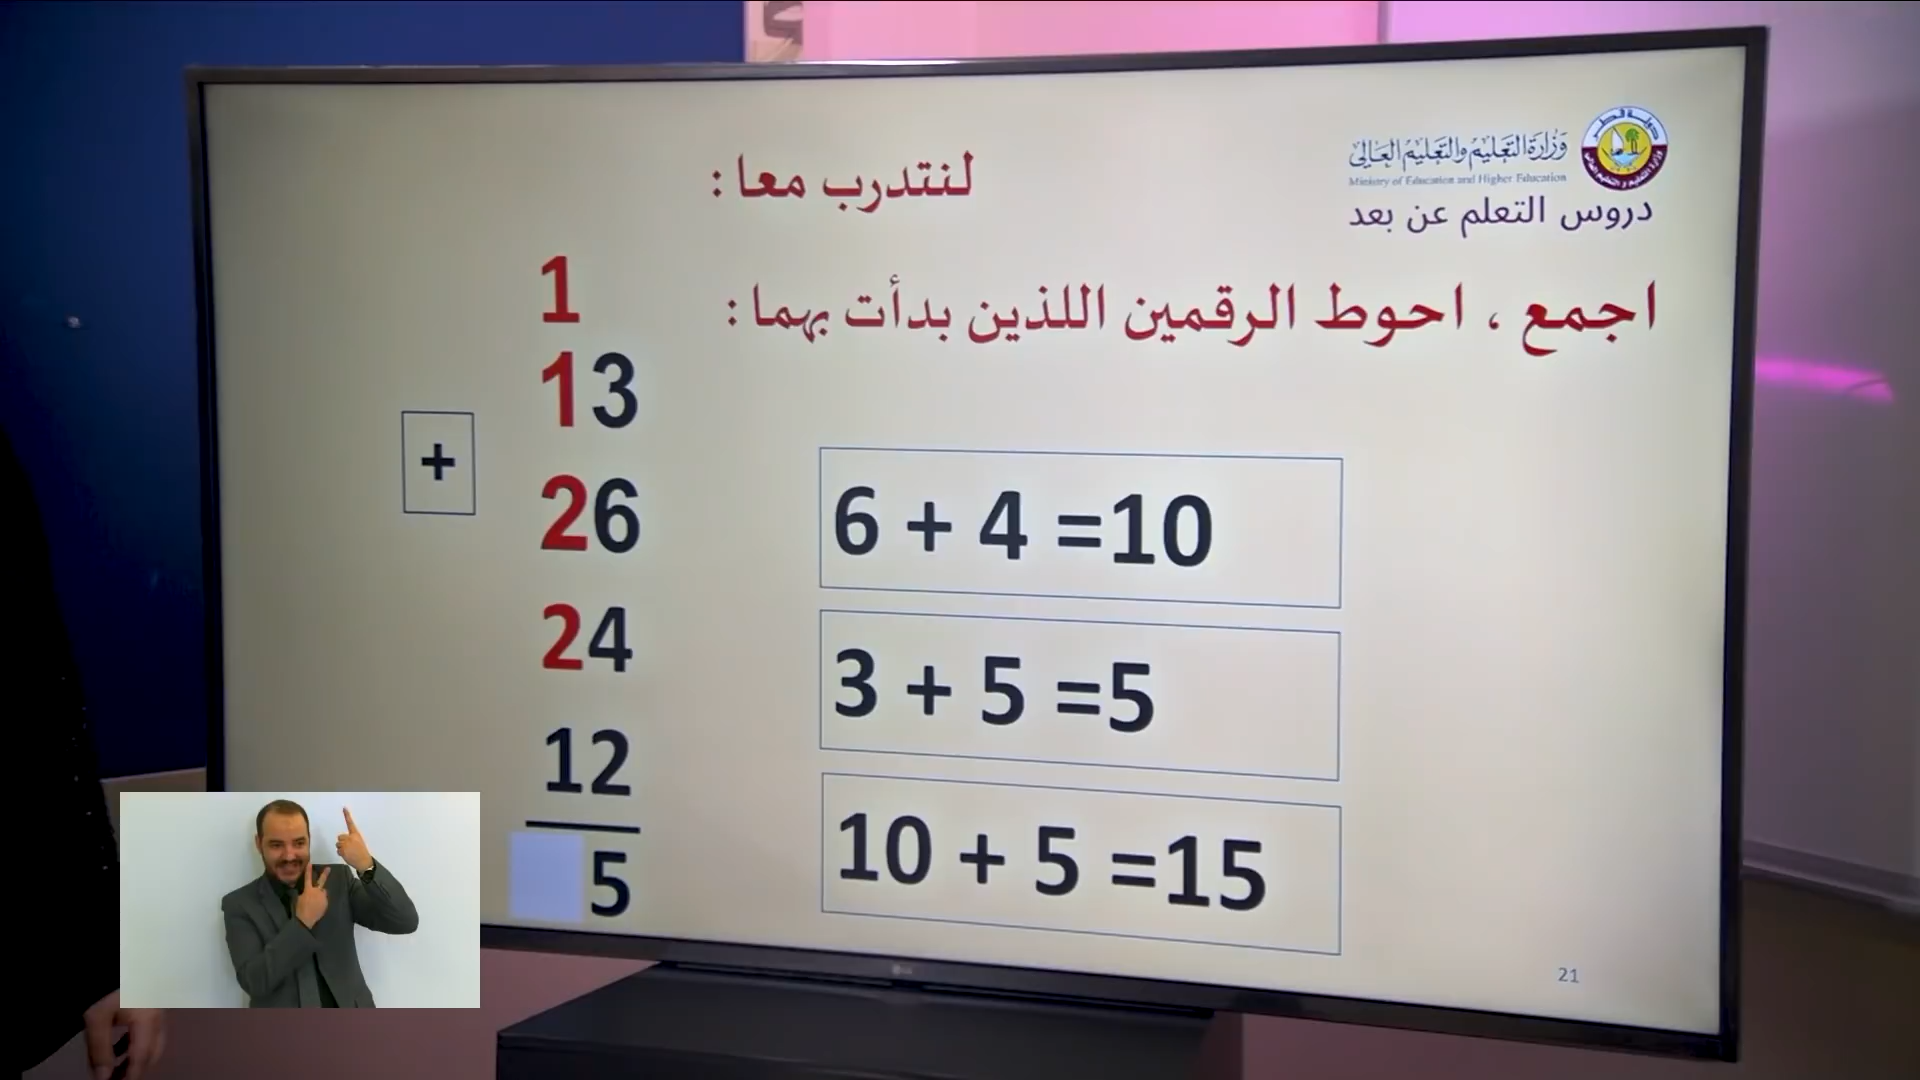 وزارة التعليم والتعليم العالي
Ministry of Education and Higher Education
دروس التعلم عن بعد
لنتدرب معا :
اجمع ، احوط الرقمين اللذين بدأت بهما :
1
13
+
26
24
12
5
6 + 4 =10
3 + 5 =5
10 + 5 =15
21